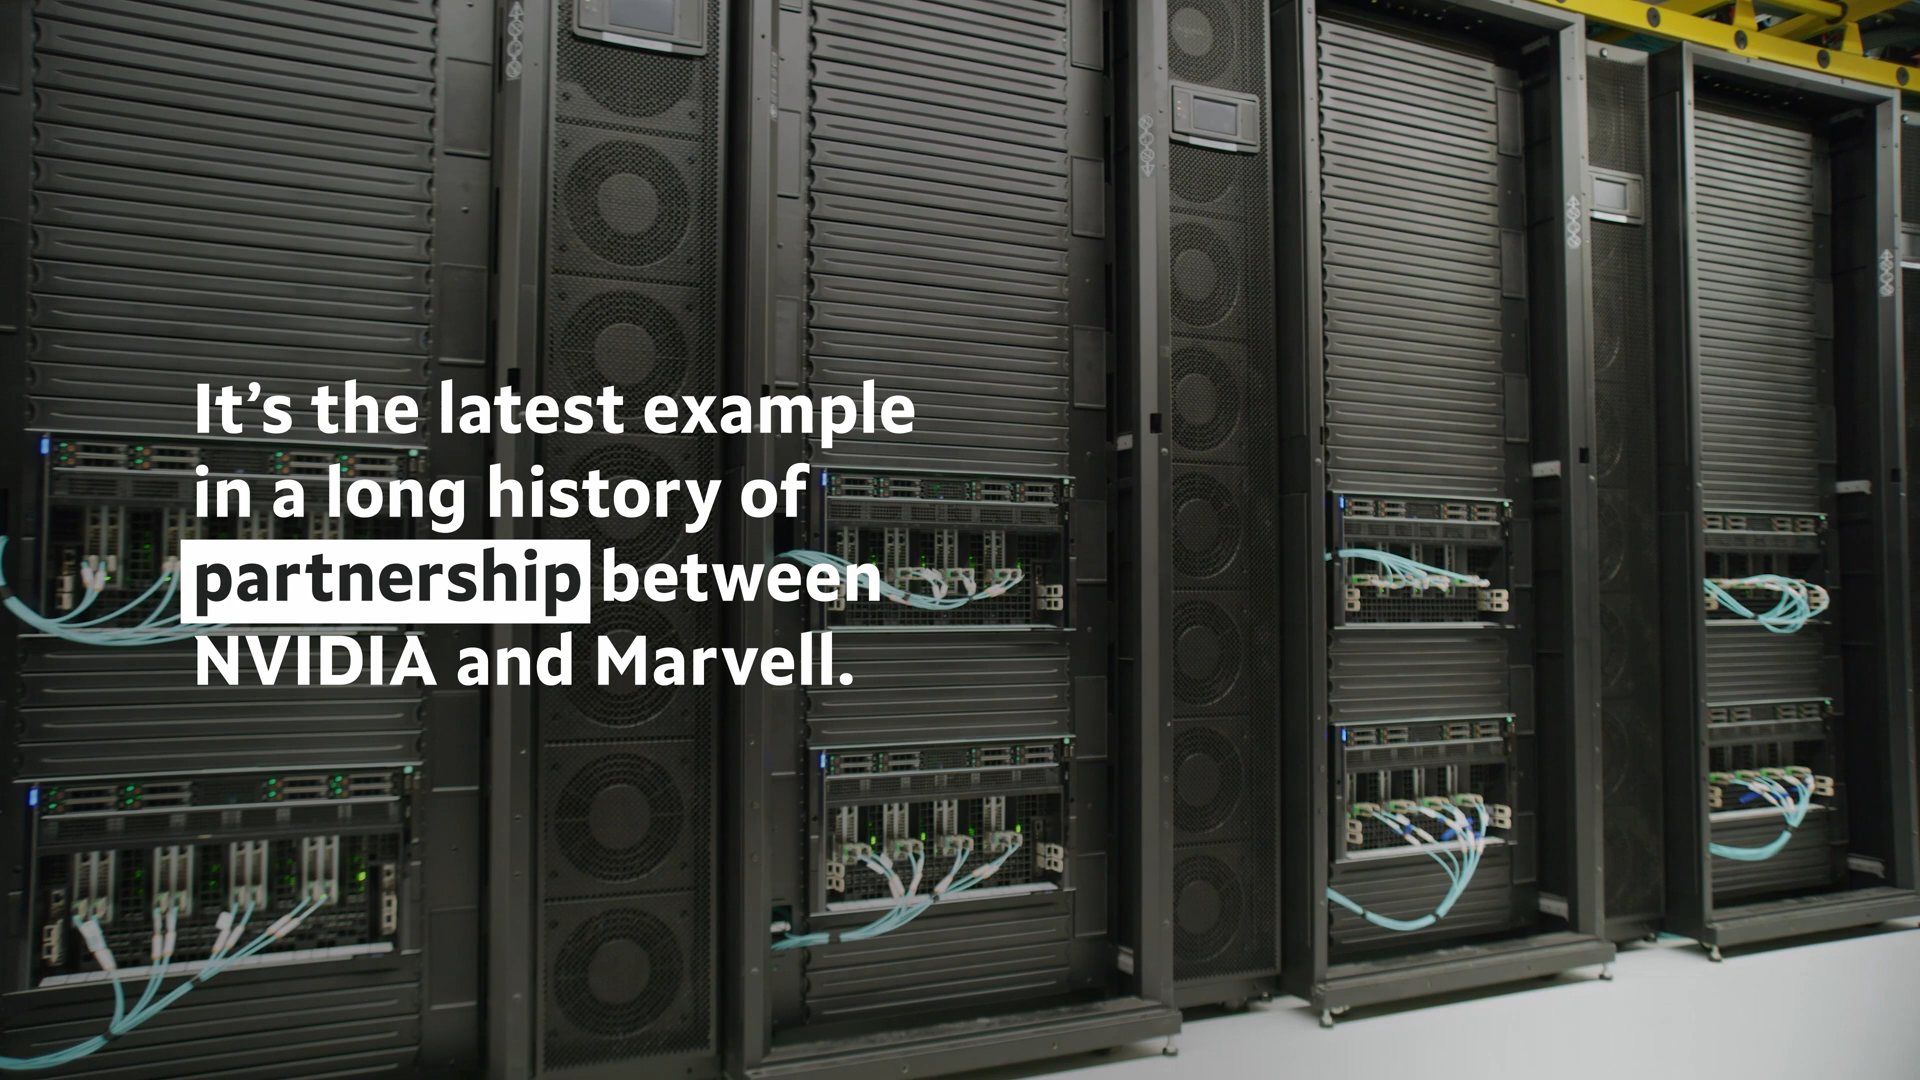 It’s the latest example
in a long history of
partnership between
NVIDIA and Marvell.